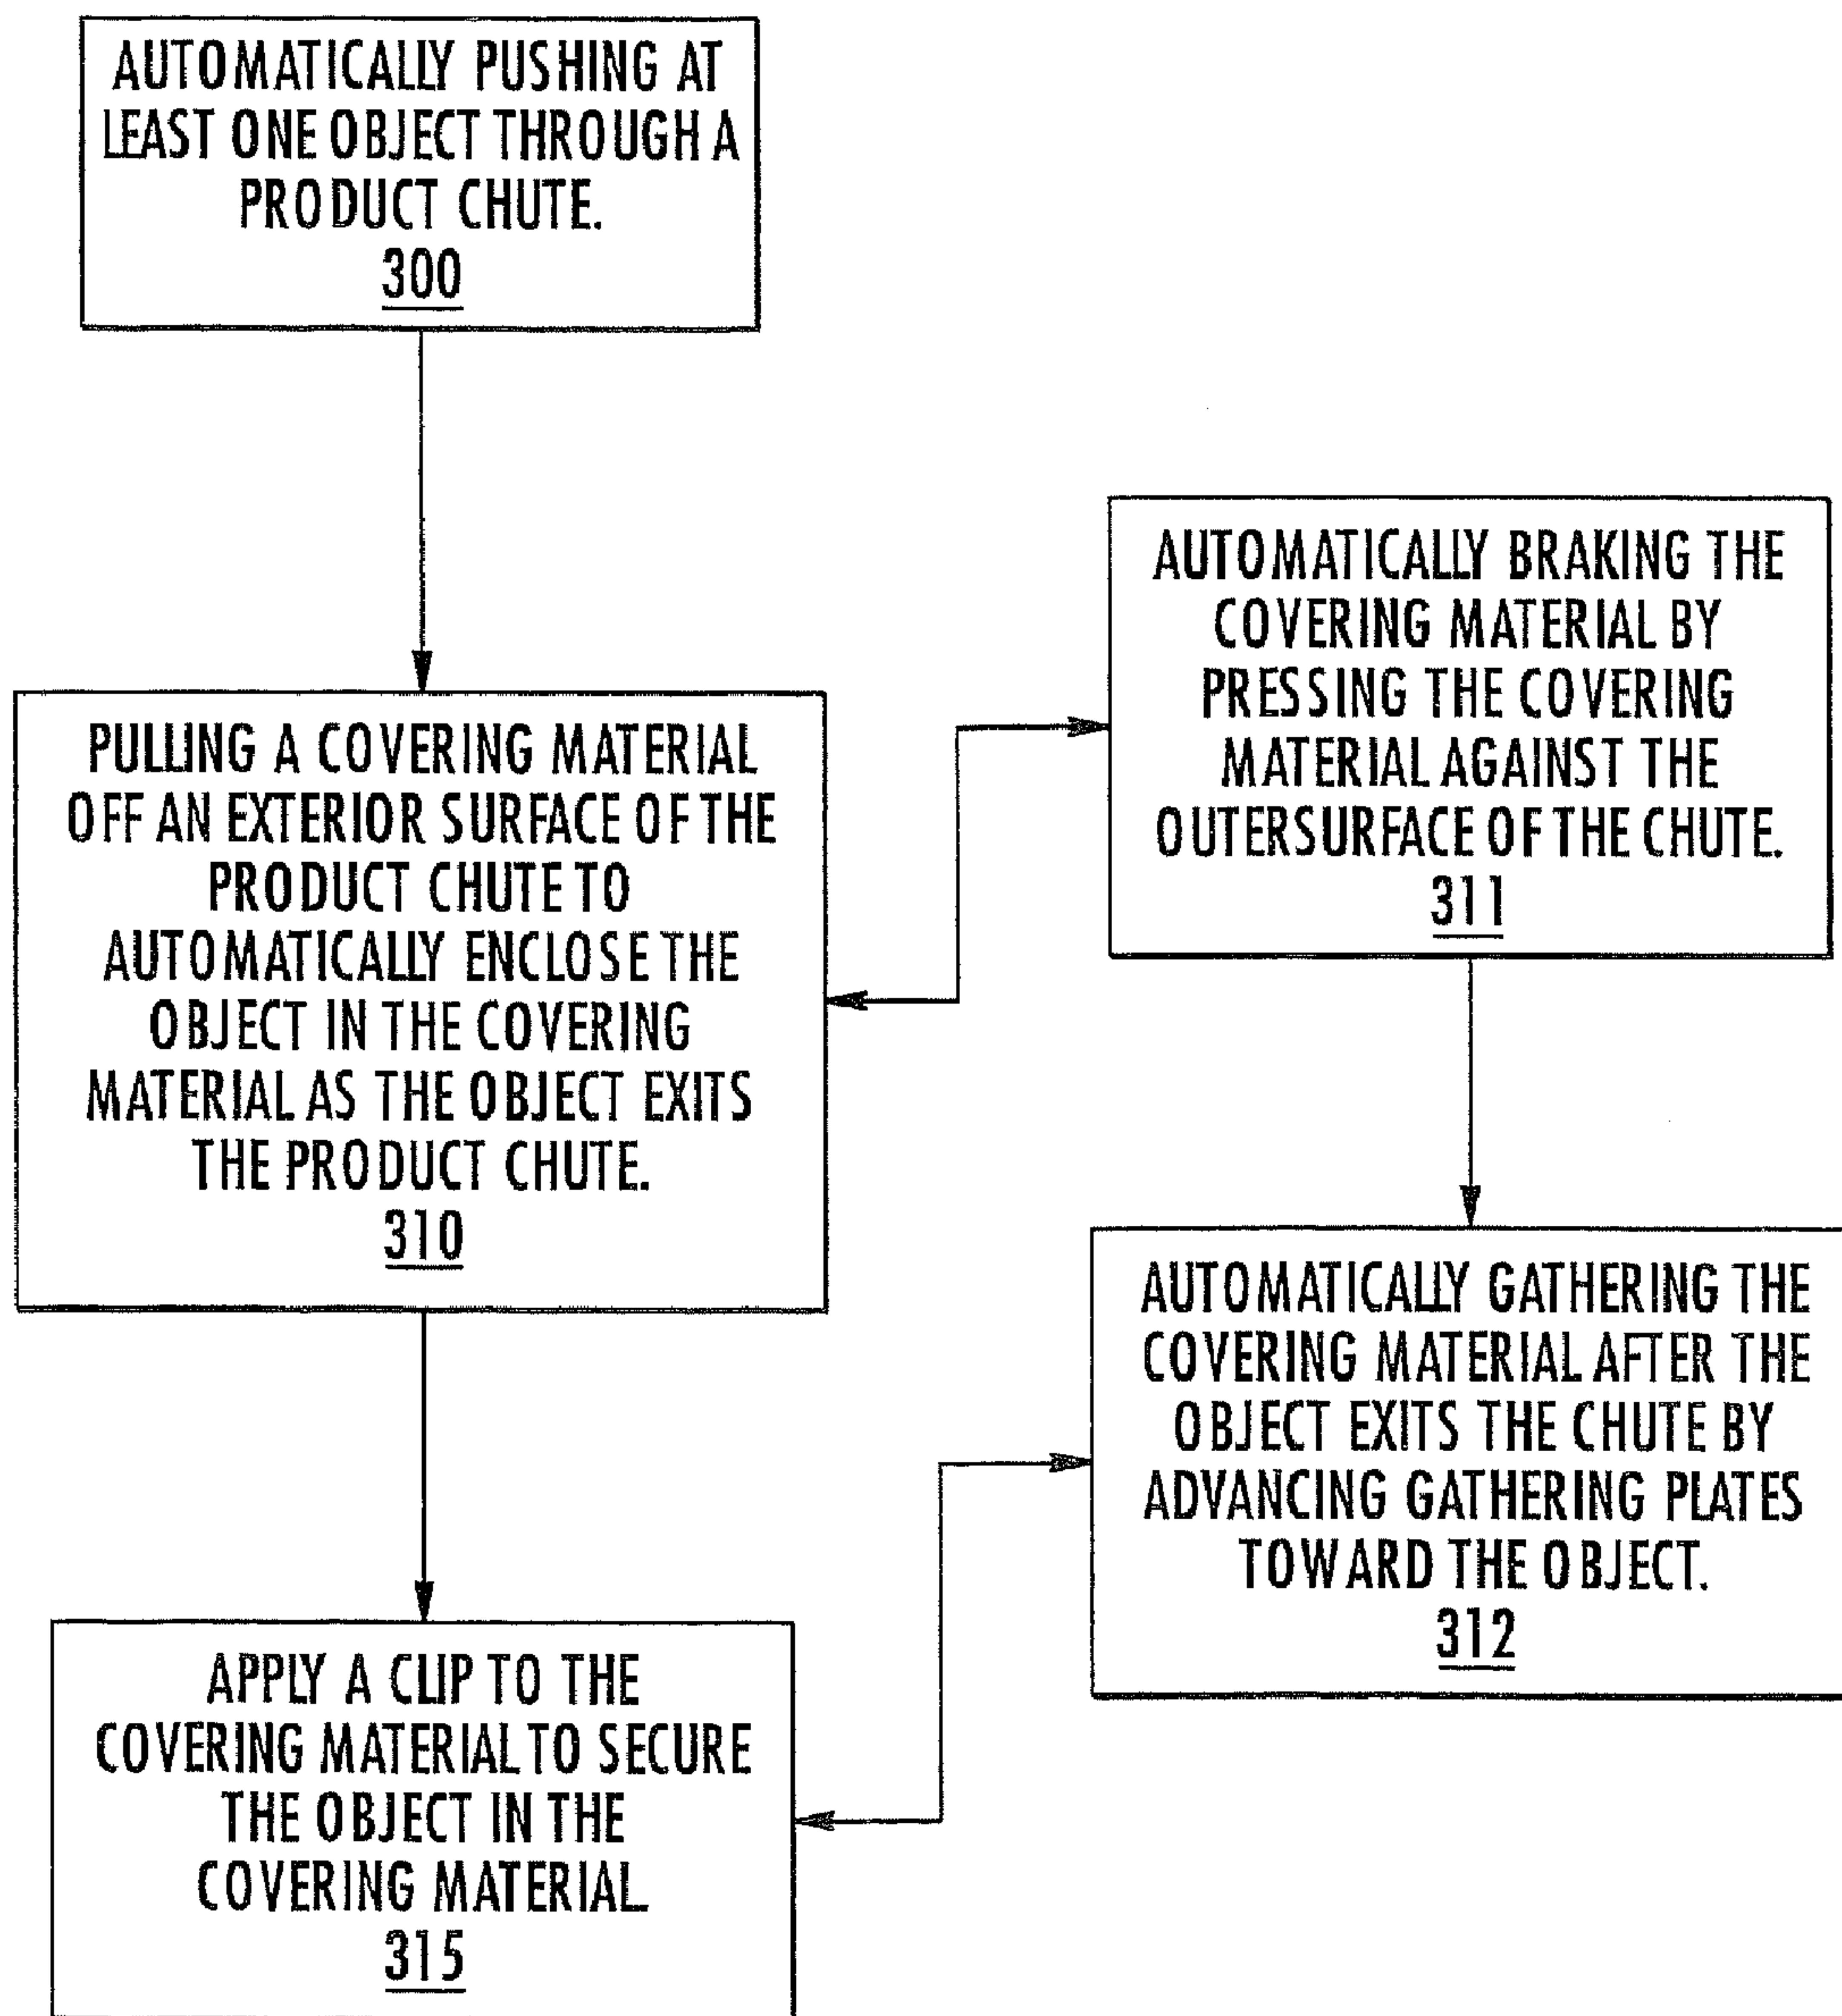 AUTOMATICALLY PUSHING AT
LEAST ONE OBJECT THROUGH A
PRODUCT CHUTE.
300
PULLING A COVERING MATERIAL
OFF AN EXTERIOR SURFACE OF THE
PRODUCT CHUTE TO
AUTOMATICALLY ENCLOSE THE
OBJECT IN THE COVERING
MATERIAL AS THE OBJECT EXITS
THE PRODUCT CHUTE.
310
AUTOMATICALLY BRAKING THE
COVERING MATERIAL BY
PRESSING THE COVERING
MATERIAL AGAINST THE
OUTERSURFACE OF THE CHUTE.
311
AUTOMATICALLY GATHERING THE
COVERING MATERIAL AFTER THE
OBJECT EXITS THE CHUTE BY
ADVANCING GATHERING PLATES
TOWARD THE OBJECT.
312
APPLY A CLIP TO THE
COVERING MATERIAL TO SECURE
THE OBJECT IN THE
COVERING MATERIAL.
315